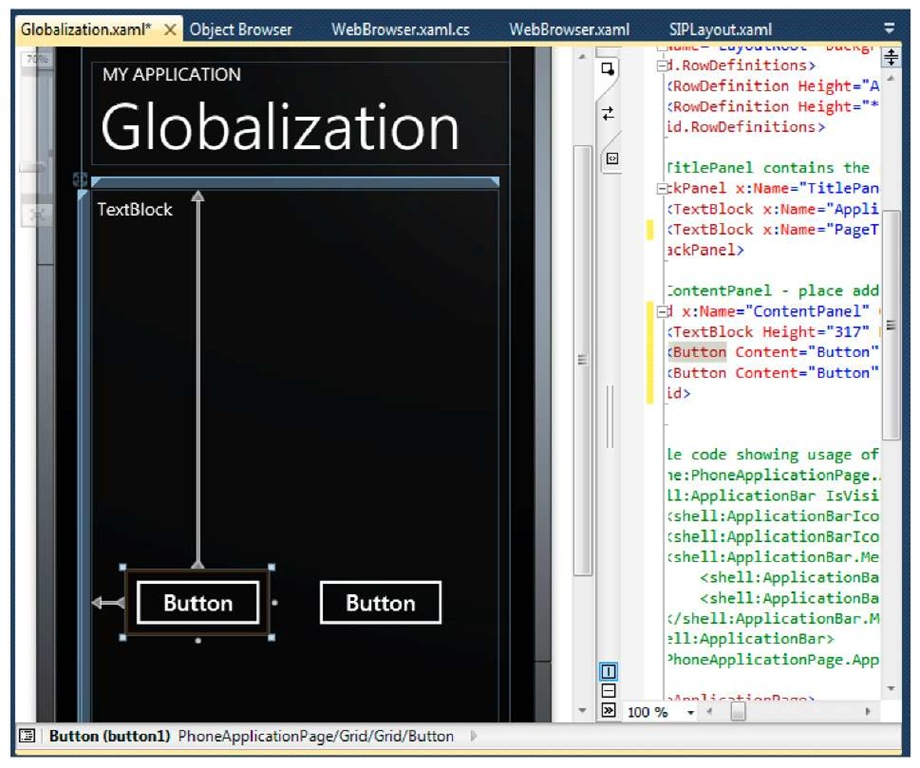 Globalization.xaml* Object Browser WebBrowser.xaml.cs WebBrowser.xaml SIPLayout.xaml
70%
MY APPLICATION
Globalization
TextBlock
Button
Button
d.RowDefinitions>
<RowDefinition Height="A
<RowDefinition Height="*
id.RowDefinitions>
TitlePanel contains the
ckPanel x:Name="TitlePan
<TextBlock x:Name="Appli
<TextBlock x:Name="PageT
ackPanel>
ContentPanel - place add
d x:Name="ContentPanel"
<TextBlock Height="317"
<Button Content="Button"
<Button Content="Button"
id>
le code showing usage of
ne:PhoneApplicationPage.
ll:ApplicationBar IsVisi
<shell:ApplicationBarIco
<shell:ApplicationBarIco
<shell:ApplicationBar.Me
<shell:ApplicationBa
<shell:ApplicationBa
</shell:ApplicationBar.M
ell:ApplicationBar>
PhoneApplicationPage.App
100 %
Button (button1) PhoneApplicationPage/Grid/Grid/Button